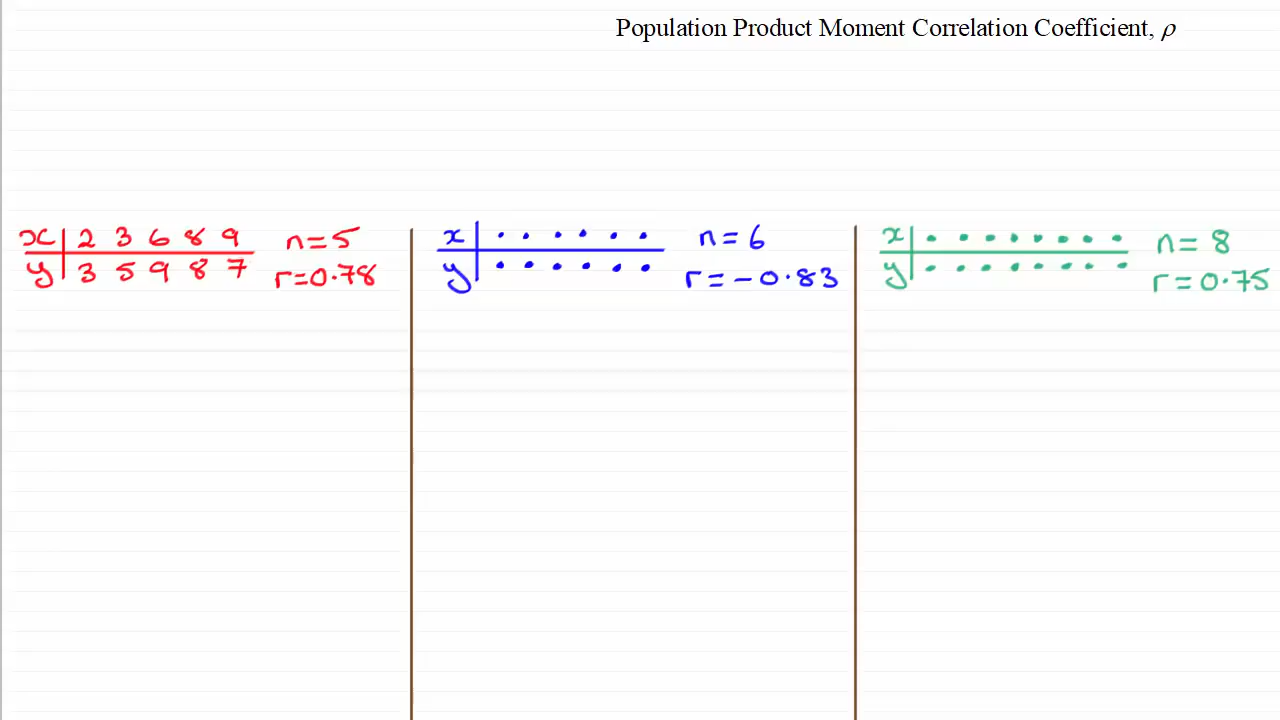 Population Product Moment Correlation Coefficient, ρ
x 2 3 6 8 9 n=5
y 3 5 9 8 7 r=0.78
x n=6
y r=-0.83
x n=8
y r=0.75